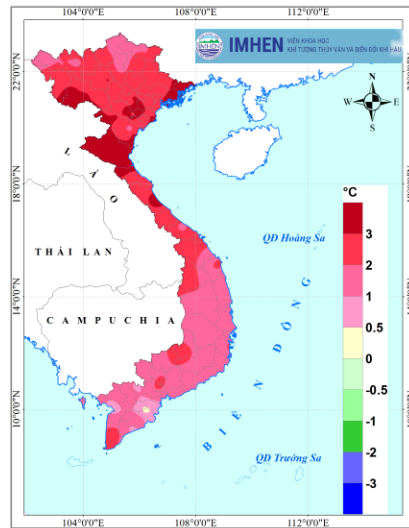 IMHEN
VIỆN KHOA HỌC
KHÍ TƯỢNG THỦY VĂN VÀ BIẾN ĐỔI KHÍ HẬU
104°0'0"E
108°0'0"E
112°0'0"E
22°0'0"N
18°0'0"N
14°0'0"N
10°0'0"N
N
W
E
S
LÀO
THÁI LAN
CAMPUCHIA
QĐ Hoàng Sa
BIỂN ĐÔNG
QĐ Trường Sa
°C
3
2
1
0.5
0
-0.5
-1
-2
-3
104°0'0"E
108°0'0"E
112°0'0"E